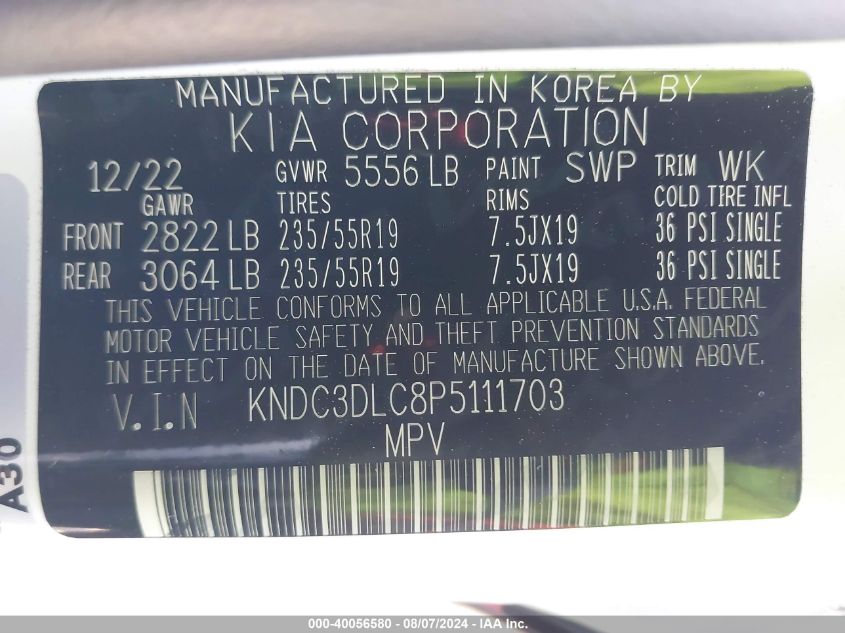 MANUFACTURED IN KOREA BY
KIA CORPORATION
12/22 GVWR 5556 LB PAINT SWP TRIM WK
GAWR TIRES RIMS COLD TIRE INFL
FRONT 2822 LB 235/55R19 7.5JX19 36 PSI SINGLE
REAR 3064 LB 235/55R19 7.5JX19 36 PSI SINGLE
THIS VEHICLE CONFORMS TO ALL APPLICABLE U.S.A. FEDERAL
MOTOR VEHICLE SAFETY AND THEFT PREVENTION STANDARDS
IN EFFECT ON THE DATE OF MANUFACTURE SHOWN ABOVE.
V.I.N KNDC3DLC8P5111703
MPV
A30
000-40056580 - 08/07/2024 - IAA Inc.